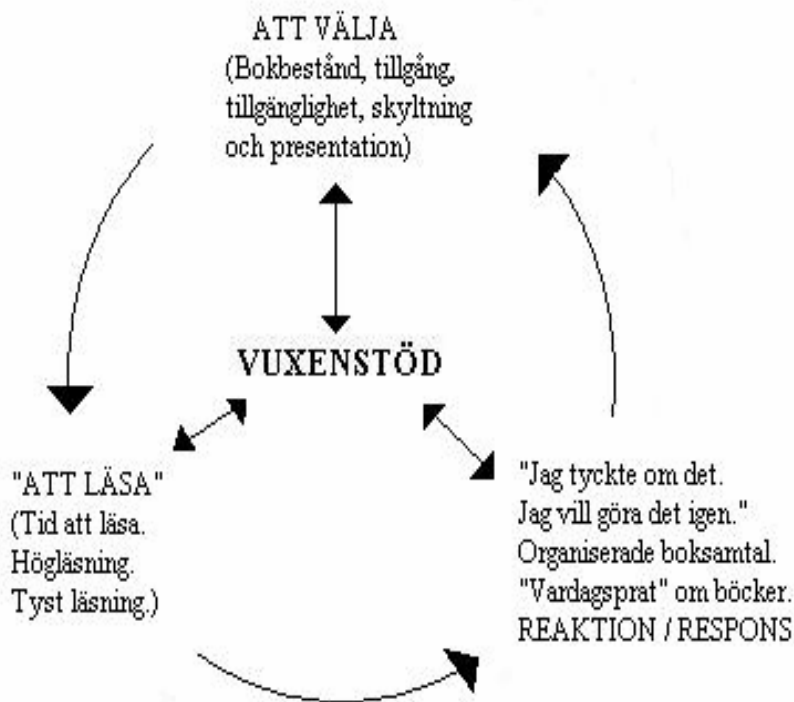 ATT VÄLJA
(Bokbestånd, tillgång,
tillgänglighet, skyltning
och presentation)
VUXENSTÖD
"ATT LÄSA"
(Tid att läsa.
Högläsning.
Tyst läsning.)
"Jag tyckte om det.
Jag vill göra det igen."
Organiserade boksamtal.
"Vardagsprat" om böcker.
REAKTION / RESPONS